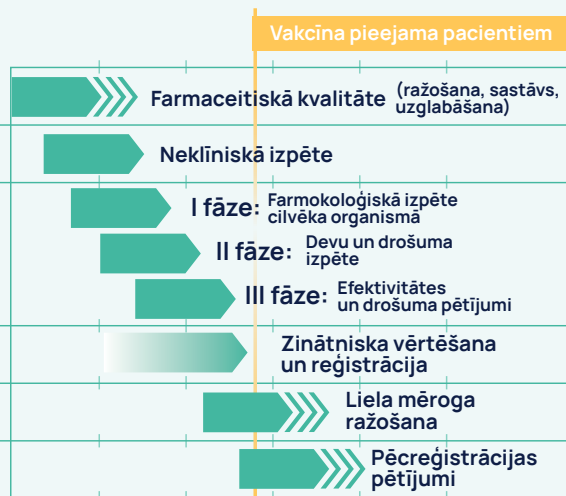 Vakcīna pieejama pacientiem
Farmaceitiskā kvalitāte (ražošana, sastāvs,
uzglabāšana)
Neklīniskā izpēte
I fāze: Farmokoloģiskā izpēte
cilvēka organismā
II fāze: Devu un drošuma
izpēte
III fāze: Efektivitātes
un drošuma pētījumi
Zinātniska vērtēšana
un reģistrācija
Liela mēroga
ražošana
Pēcreģistrācijas
pētījumi